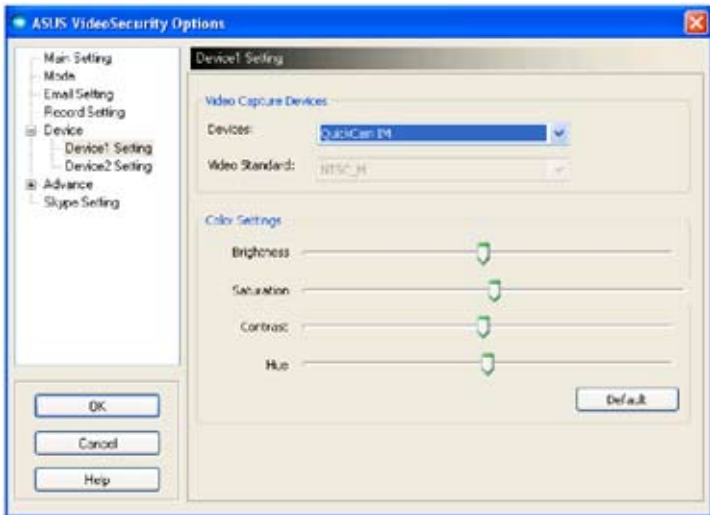 ASUS VideoSecurity Options
Main Setting
Mode
Email Setting
Record Setting
Device
Device1 Setting
Device2 Setting
Advance
Skype Setting
OK
Cancel
Help
Device1 Setting
Video Capture Devices
Devices:
QuickCam IM
Video Standard:
NTSC_M
Color Settings
Brightness
Saturation
Contrast
Hue
Default